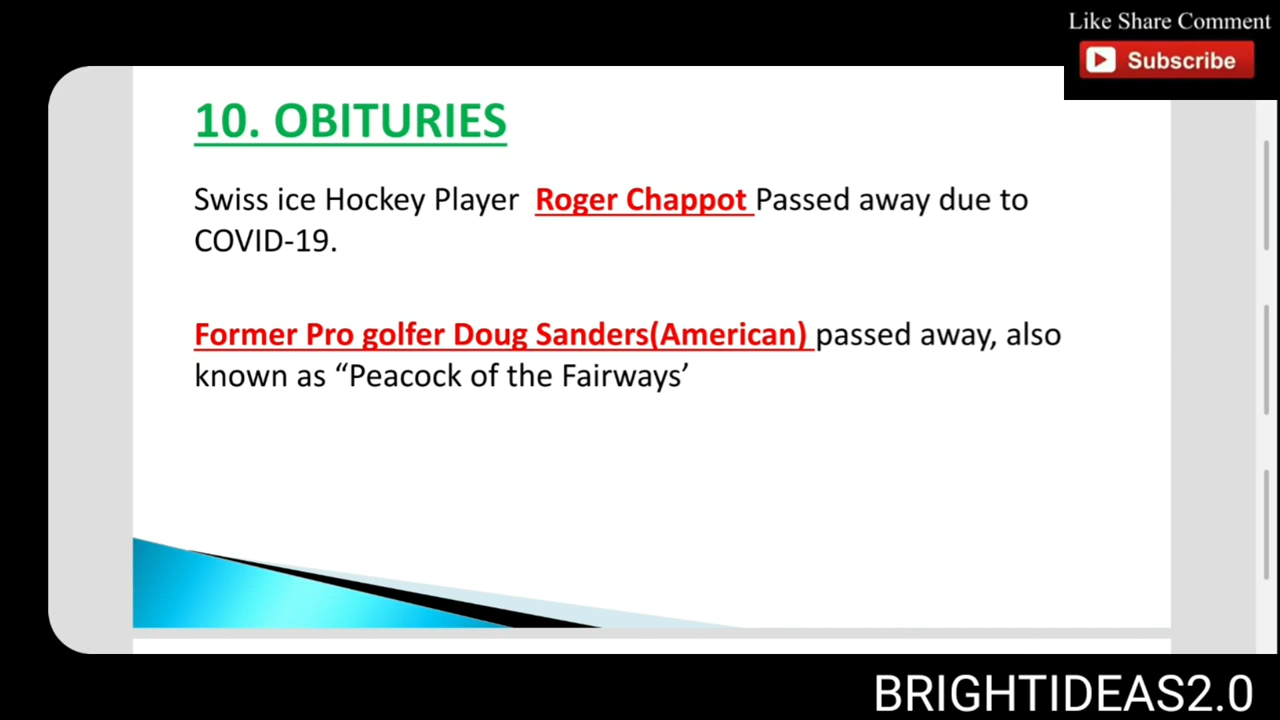 Like Share Comment
Subscribe
10. OBITURIES
Swiss ice Hockey Player Roger Chappot Passed away due to
COVID-19.
Former Pro golfer Doug Sanders(American) passed away, also
known as “Peacock of the Fairways’
BRIGHTIDEAS2.0